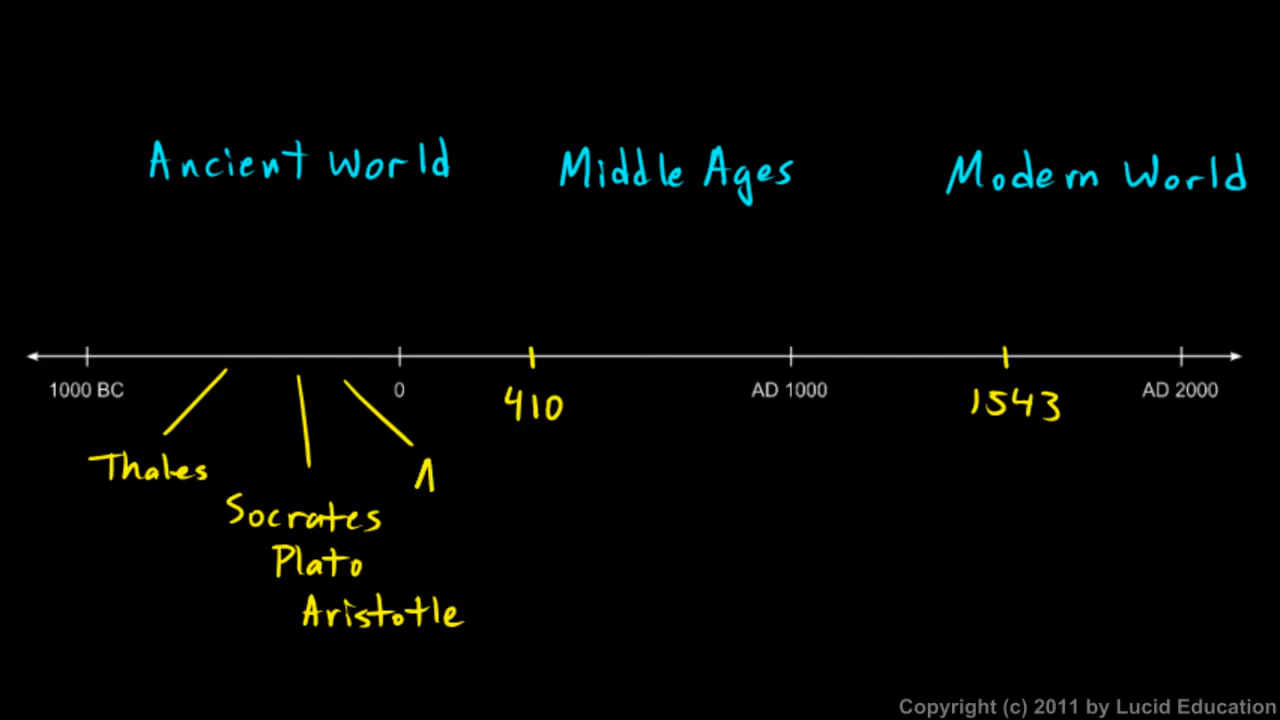 Ancient World Middle Ages Modern World
1000 BC 0 410 AD 1000 1543 AD 2000
Thales
Socrates
Plato
Aristotle
Copyright (c) 2011 by Lucid Education